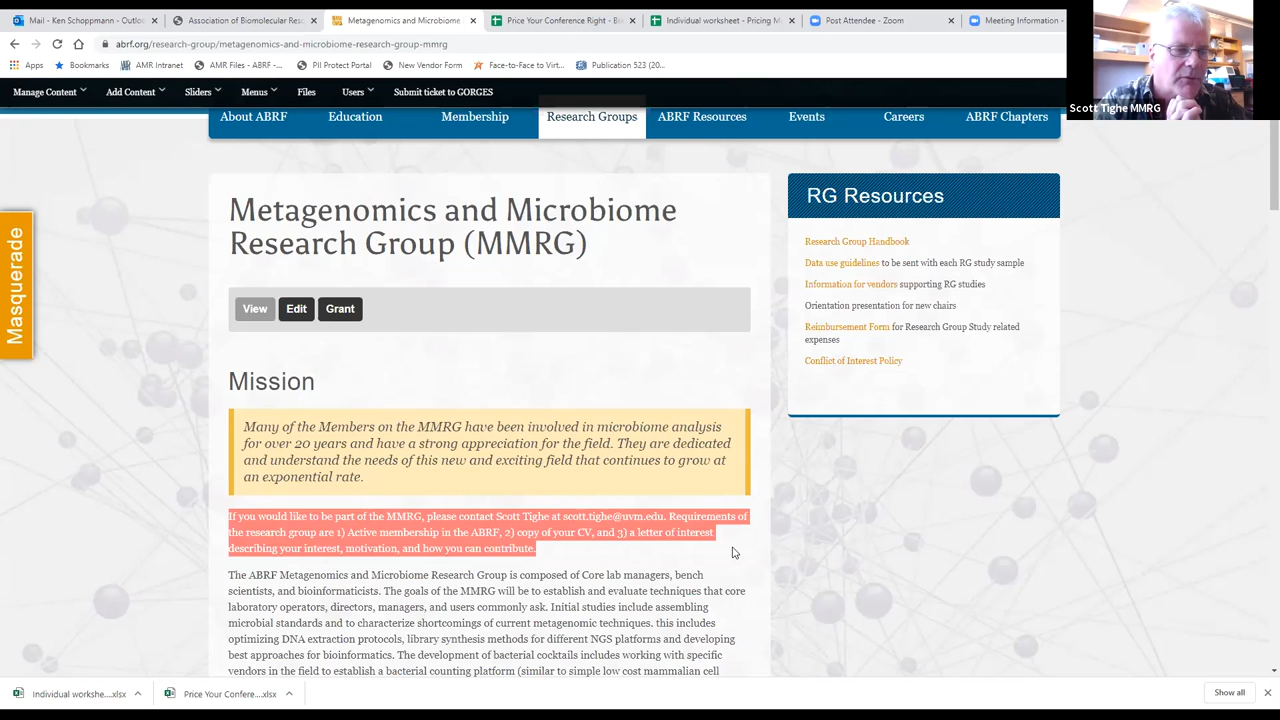 Mail - Ken Schoppmann - Outloo
Association of Biomolecular Res
Metagenomics and Microbiome
Price Your Conference Right - Bi
Individual worksheet - Pricing M
Post Attendee - Zoom
Meeting Information -
abrf.org/research-group/metagenomics-and-microbiome-research-group-mmrg
Apps
Bookmarks
AMR Intranet
AMR Files - ABRF -...
PII Protect Portal
New Vendor Form
Face-to-Face to Virt...
Publication 523 (20...
Scott Tighe MMRG
Manage Content
Add Content
Sliders
Menus
Files
Users
Submit ticket to GORGES
About ABRF
Education
Membership
Research Groups
ABRF Resources
Events
Careers
ABRF Chapters
Masquerade
Metagenomics and Microbiome
Research Group (MMRG)
View
Edit
Grant
Mission
Many of the Members on the MMRG have been involved in microbiome analysis
for over 20 years and have a strong appreciation for the field. They are dedicated
and understand the needs of this new and exciting field that continues to grow at
an exponential rate.
If you would like to be part of the MMRG, please contact Scott Tighe at scott.tighe@uvm.edu. Requirements of
the research group are 1) Active membership in the ABRF, 2) copy of your CV, and 3) a letter of interest
describing your interest, motivation, and how you can contribute.
The ABRF Metagenomics and Microbiome Research Group is composed of Core lab managers, bench
scientists, and bioinformaticists. The goals of the MMRG will be to establish and evaluate techniques that core
laboratory operators, directors, managers, and users commonly ask. Initial studies include assembling
microbial standards and to characterize shortcomings of current metagenomic techniques. this includes
optimizing DNA extraction protocols, library synthesis methods for different NGS platforms and developing
best approaches for bioinformatics. The development of bacterial cocktails includes working with specific
vendors in the field to establish a bacterial counting platform (similar to simple low cost mammalian cell
RG Resources
Research Group Handbook
Data use guidelines to be sent with each RG study sample
Information for vendors supporting RG studies
Orientation presentation for new chairs
Reimbursement Form for Research Group Study related
expenses
Conflict of Interest Policy
Individual workshe....xlsx
Price Your Confere....xlsx
Show all